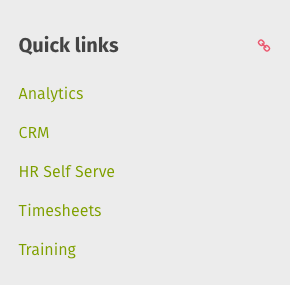 Quick links
Analytics
CRM
HR Self Serve
Timesheets
Training